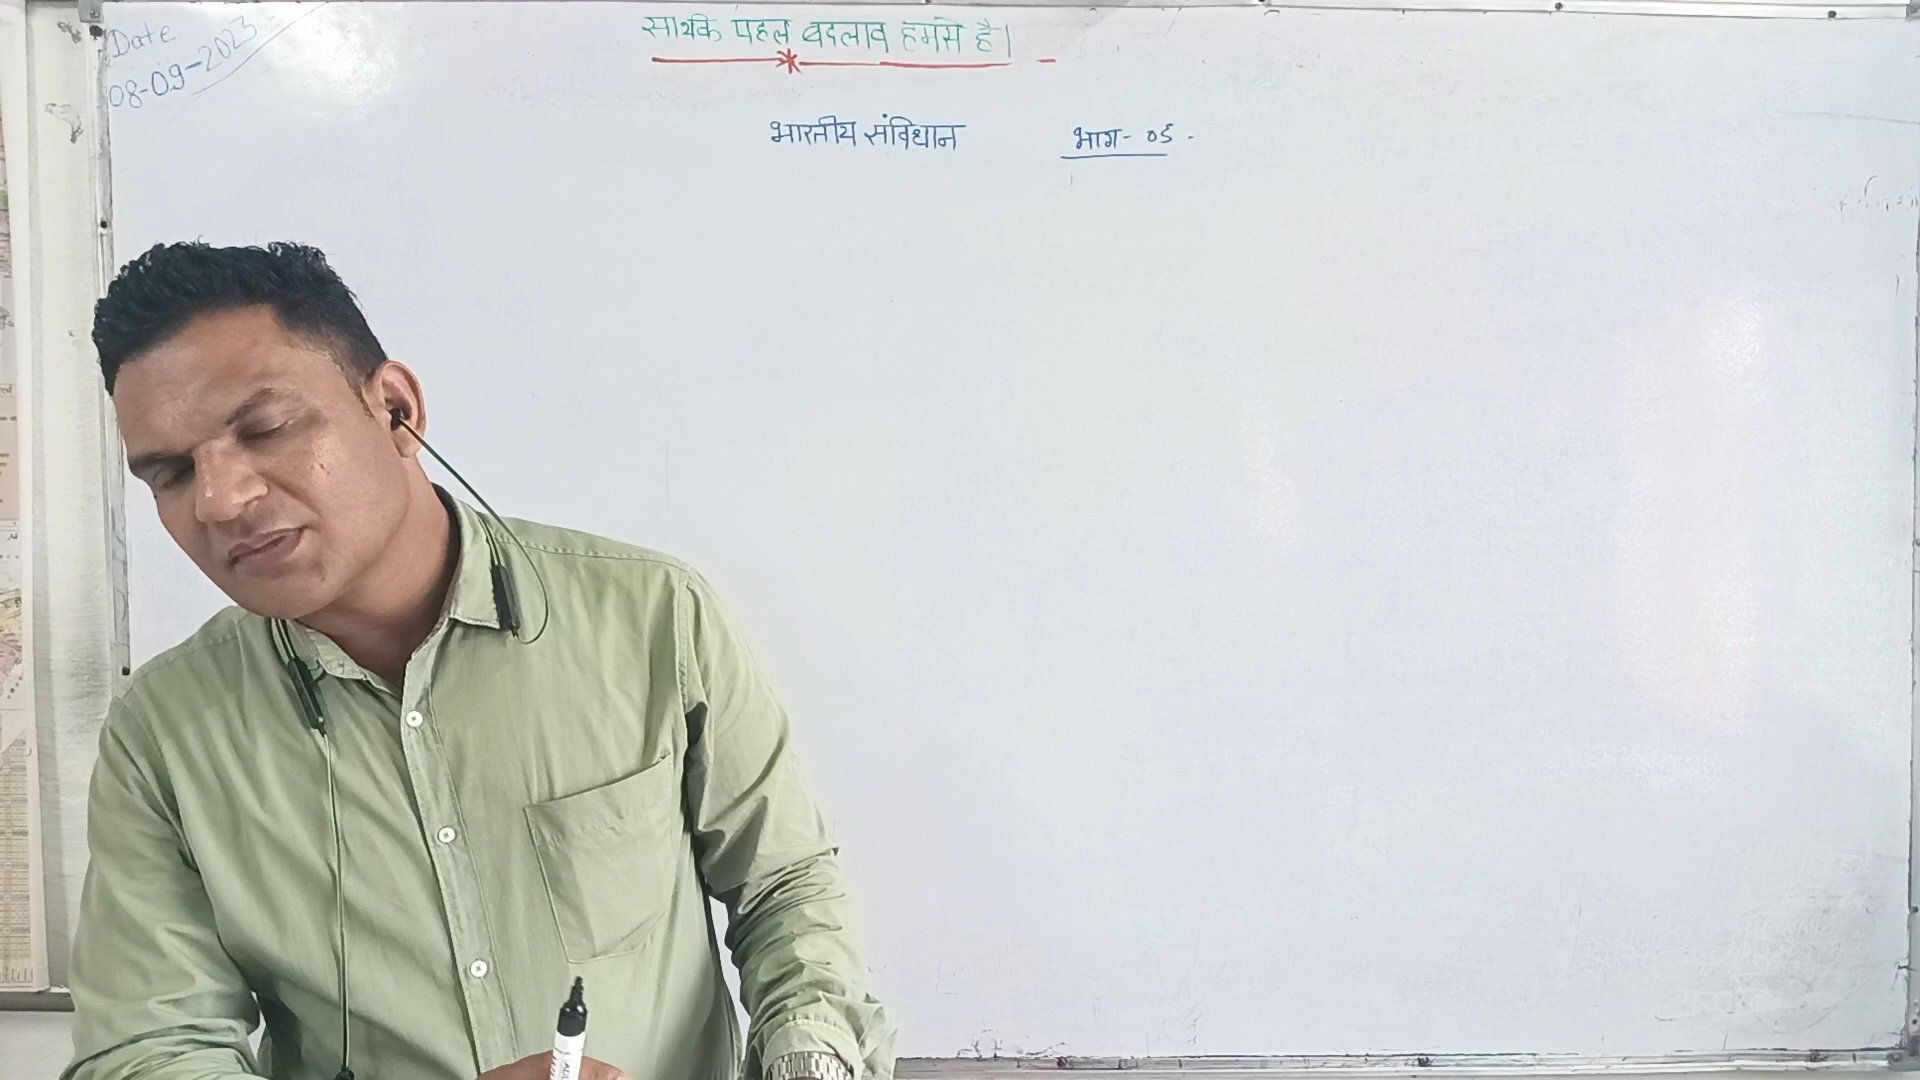 Date
08-09-2023
सार्थक पहल बदलाव हमसे है।
भारतीय संविधान भाग- 05 -